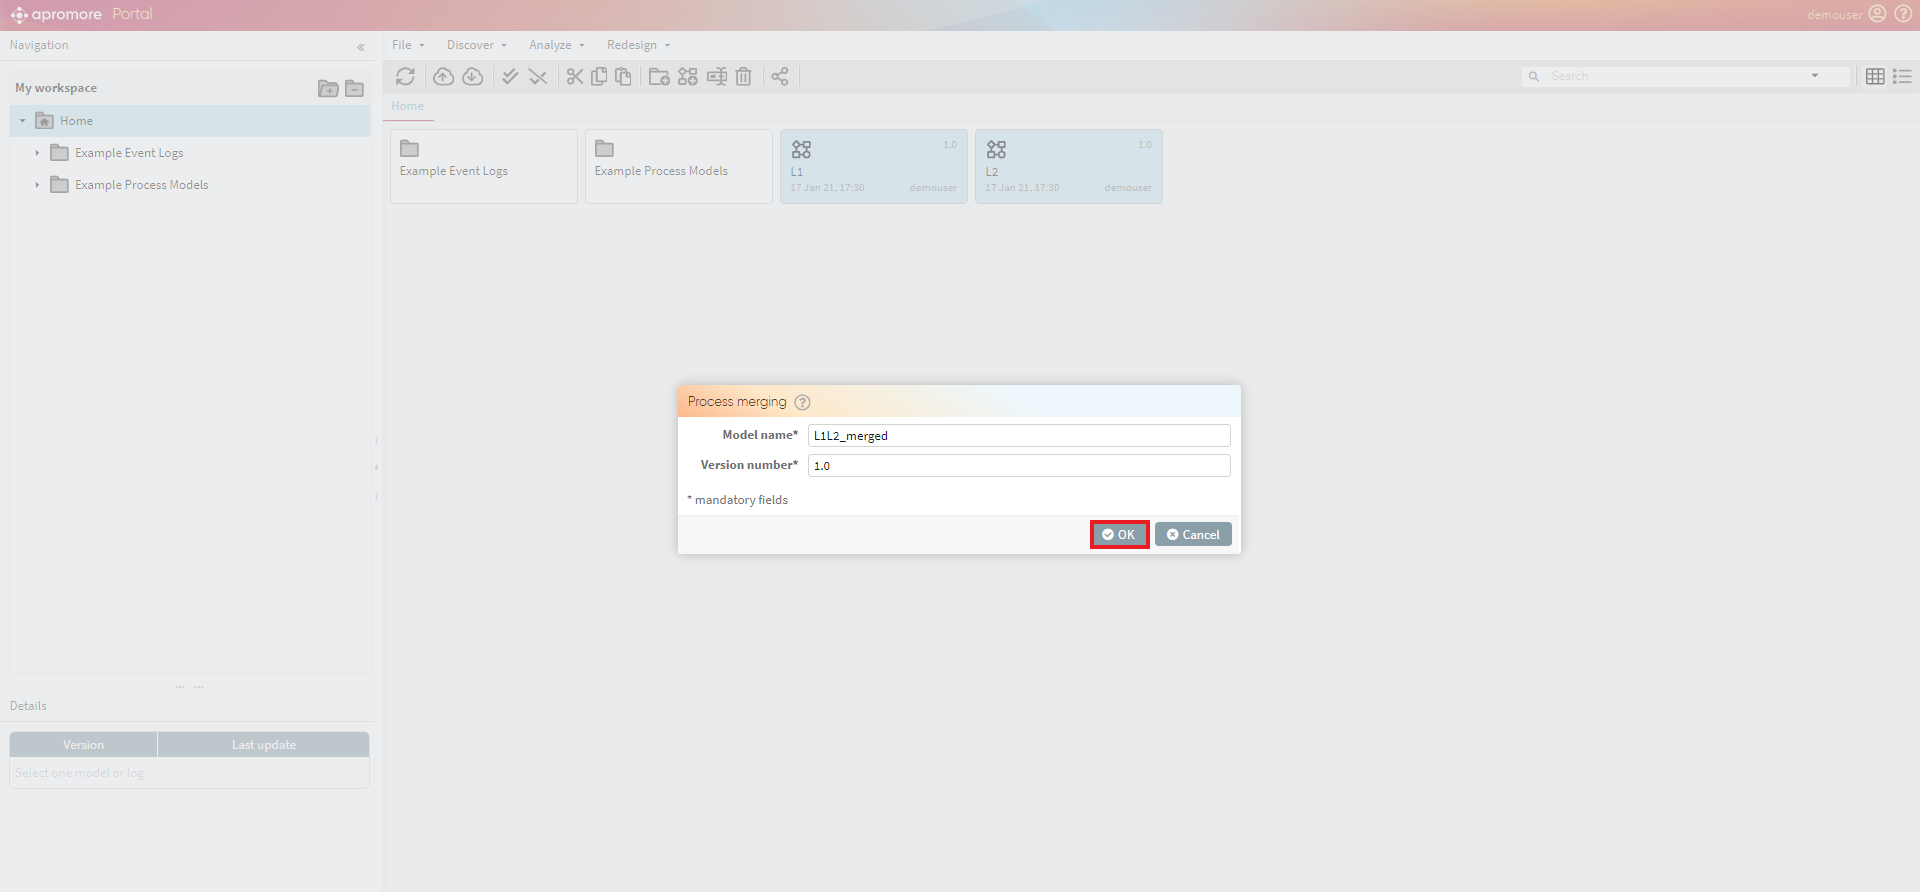 apromore Portal
demouser
Navigation
File Discover Analyze Redesign
Search
My workspace
Home
Home
Example Event Logs
Example Process Models
Example Event Logs
Example Process Models
1.0
L1
17 Jan 21, 17:30 demouser
1.0
L2
17 Jan 21, 17:30 demouser
Process merging
Model name* L1L2_merged
Version number* 1.0
* mandatory fields
OK Cancel
Details
Version Last update
Select one model or log